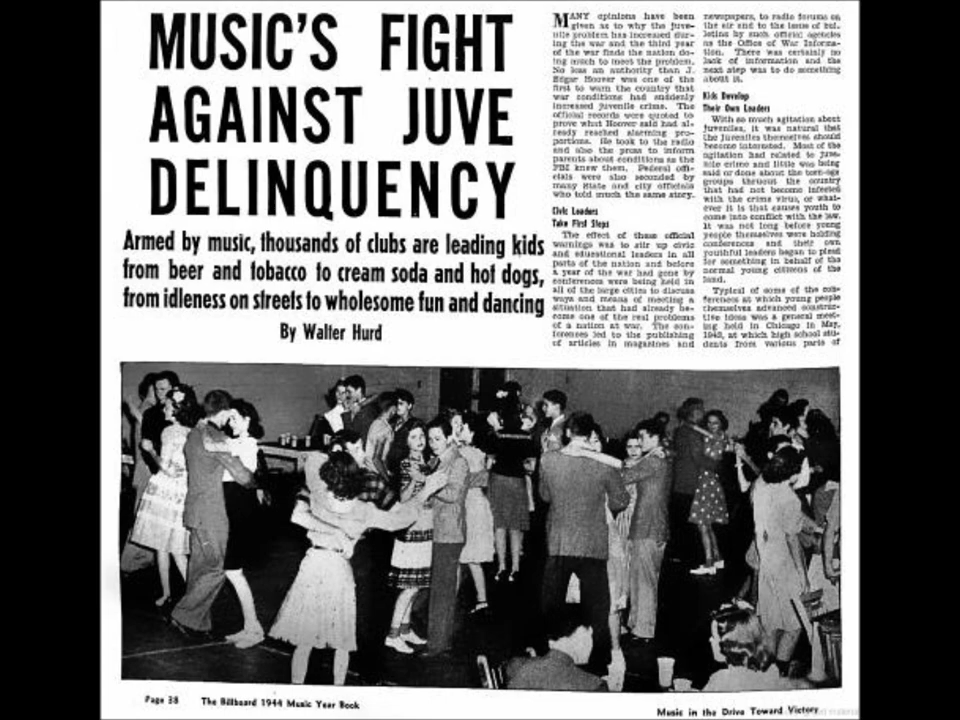 MUSIC'S FIGHT
AGAINST JUVE
DELINQUENCY
Armed by music, thousands of clubs are leading kids
from beer and tobacco to cream soda and hot dogs,
from idleness on streets to wholesome fun and dancing
By Walter Hurd
MANY opinions have been
given as to why the juve-
nile problem has increased dur-
ing the war and the third year
of the war finds the nation do-
ing much to meet the problem.
No less an authority than J.
Edgar Hoover was one of the
first to warn the country that
war conditions had suddenly
increased juvenile crime. The
official records were quoted to
prove what Hoover said had al-
ready reached alarming pro-
portions. He took to the radio
and also the press to inform
parents about conditions as the
FBI knew them. Federal offi-
cials were also seconded by
many State and city officials
who told much the same story.
Civic Leaders
Take First Steps
The effect of these official
warnings was to stir up civic
and educational leaders in all
parts of the nation and before
a year of the war had gone by
conferences were being held in
all of the large cities to discuss
ways and means of meeting a
situation that had already be-
come one of the real problems
of a nation at war. The con-
ferences led to the publishing
of articles in magazines and
newspapers, to radio forums on
the air and to the issue of bul-
letins by such official agencies
as the Office of War Informa-
tion. There was certainly no
lack of information and the
next step was to do something
about it.
Kids Develop
Their Own Leaders
With so much agitation about
juveniles, it was natural that
the juveniles themselves should
become interested. Most of the
agitation had related to juve-
nile crime and little was being
said or done about the teen-age
groups thruout the country
that had not become infected
with the crime virus, or what-
ever it is that causes youth to
come into conflict with the law.
It was not long before young
people themselves were holding
conferences and their own
youthful leaders began to plead
for something in behalf of the
normal young citizens of the
land.
Typical of some of the con-
ferences at which young people
themselves advanced construc-
tive ideas was a general meet-
ing held in Chicago in May,
1943, at which high school stu-
dents from various parts of
Page 38 The Billboard 1944 Music Year Book
Music in the Drive Toward Victory